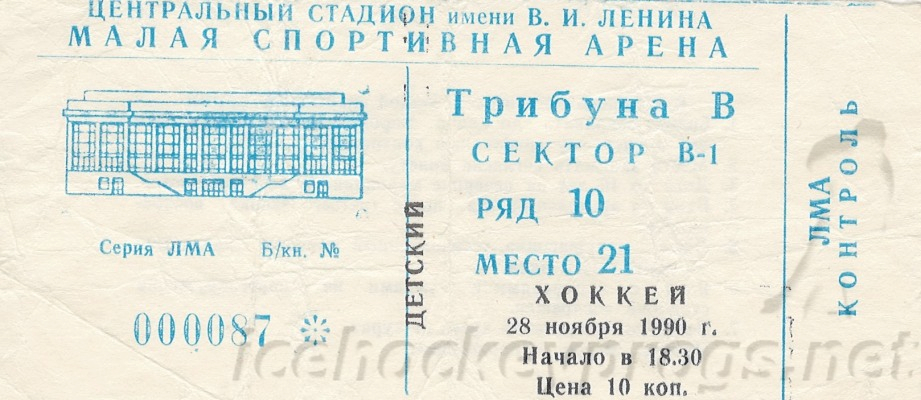 ЦЕНТРАЛЬНЫЙ СТАДИОН имени В. И. ЛЕНИНА
МАЛАЯ СПОРТИВНАЯ АРЕНА
Серия ЛМА Б/кн. №
000087
ДЕТСКИЙ
Трибуна В
СЕКТОР В-1
РЯД 10
МЕСТО 21
ХОККЕЙ
28 ноября 1990 г.
Начало в 18.30
Цена 10 коп.
ЛМА
КОНТРОЛЬ
icehockeyprogs.net